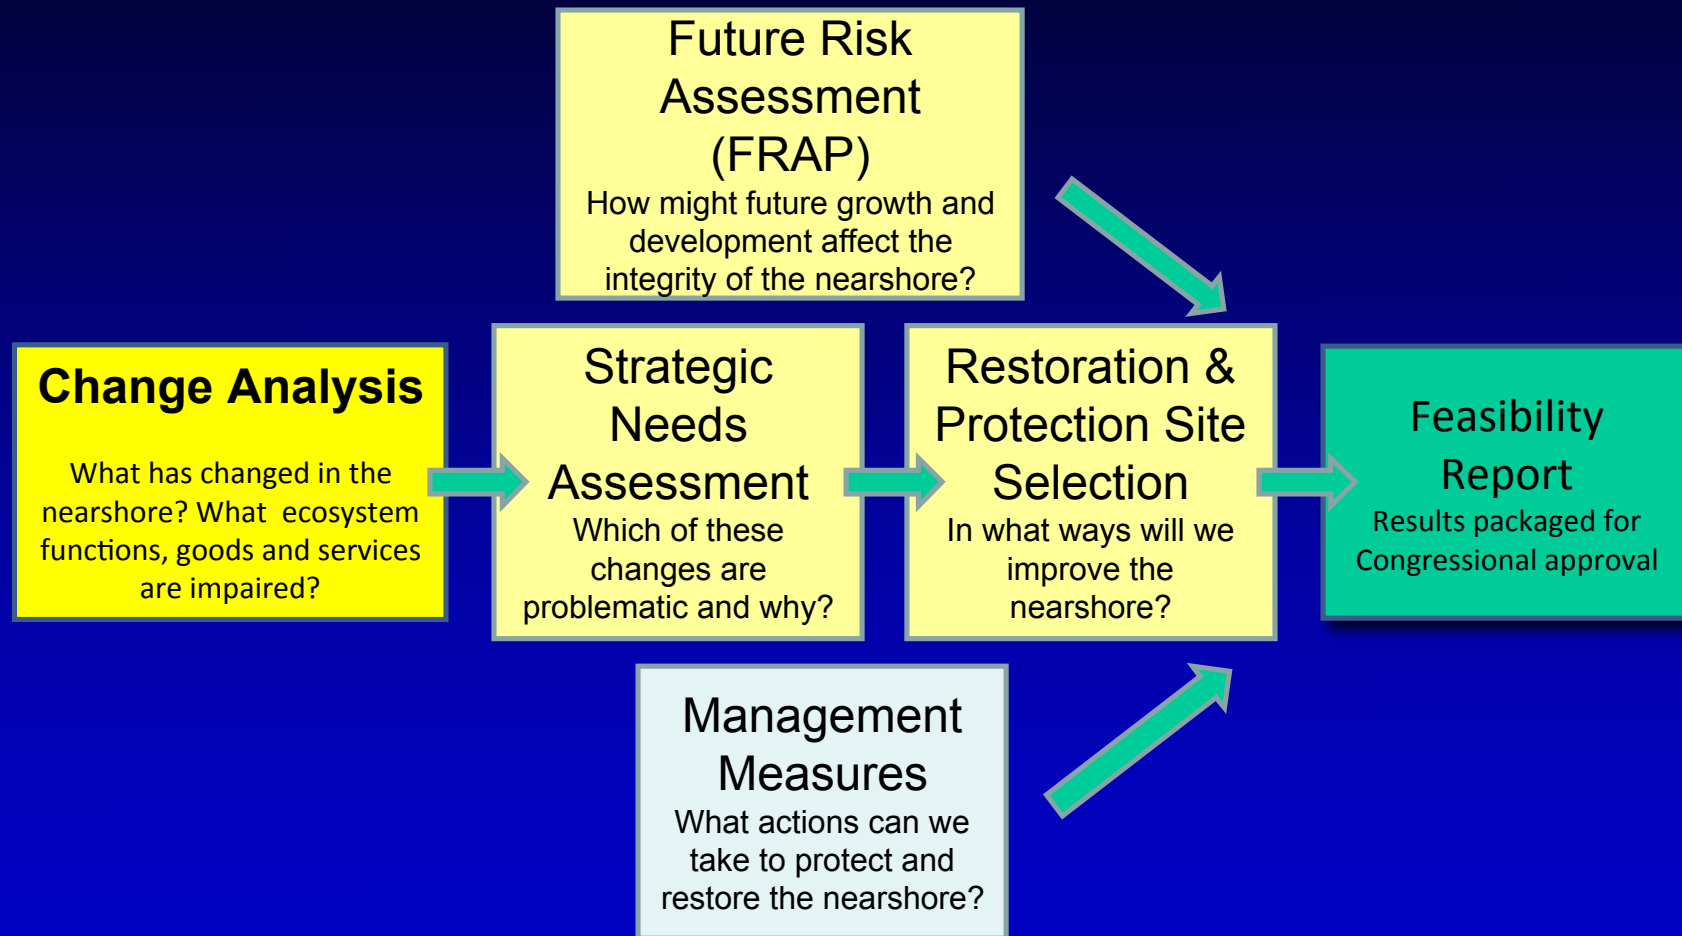 Future Risk
Assessment
(FRAP)
How might future growth and
development affect the
integrity of the nearshore?
Change Analysis
What has changed in the
nearshore? What  ecosystem
functions, goods and services
are impaired?
Strategic
Needs
Assessment
Which of these
changes are
problematic and why?
Restoration &
Protection Site
Selection
In what ways will we
improve the
nearshore?
Feasibility
Report
Results packaged for
Congressional approval
Management
Measures
What actions can we
take to protect and
restore the nearshore?